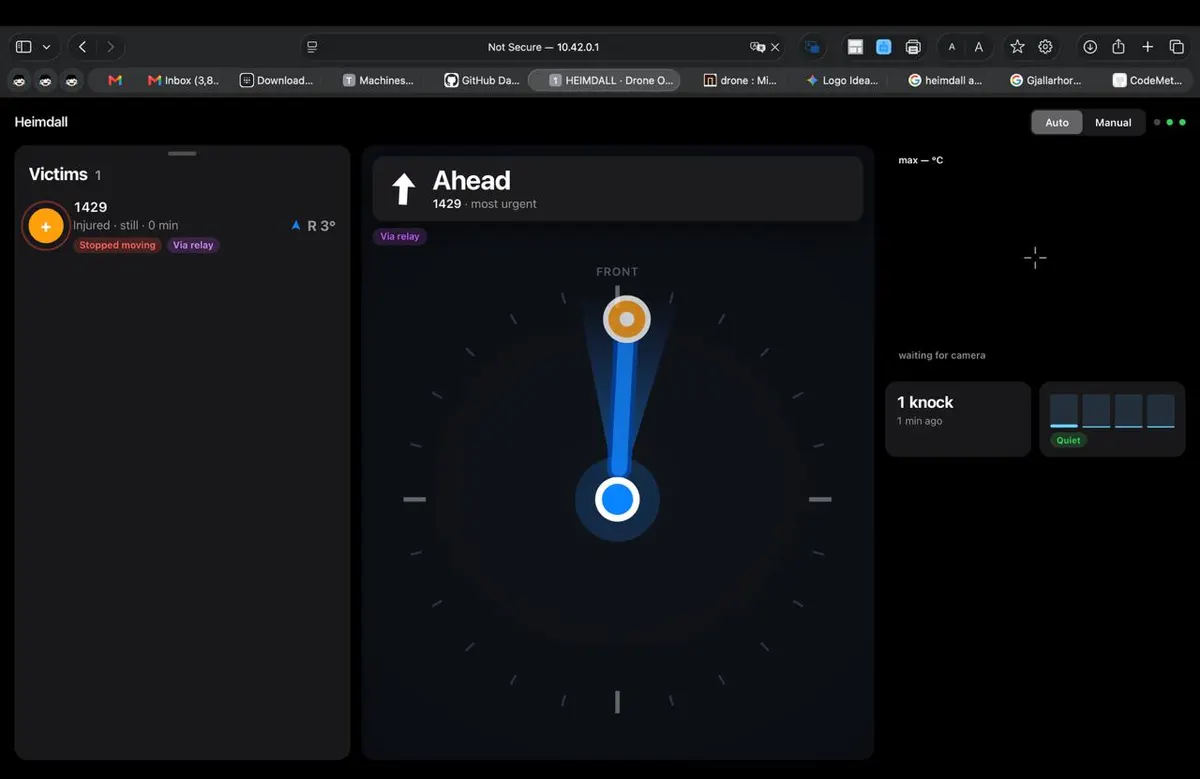 Not Secure — 10.42.0.1
A A
Inbox (3,8..
Download...
Machines...
GitHub Da...
1 HEIMDALL · Drone O...
drone : Mi...
Logo Idea...
heimdall a...
Gjallarhor...
CodeMet...
Heimdall
Auto
Manual
Victims 1
1429
Injured · still · 0 min
R 3°
Stopped moving
Via relay
Ahead
1429 · most urgent
Via relay
FRONT
max — °C
waiting for camera
1 knock
1 min ago
Quiet